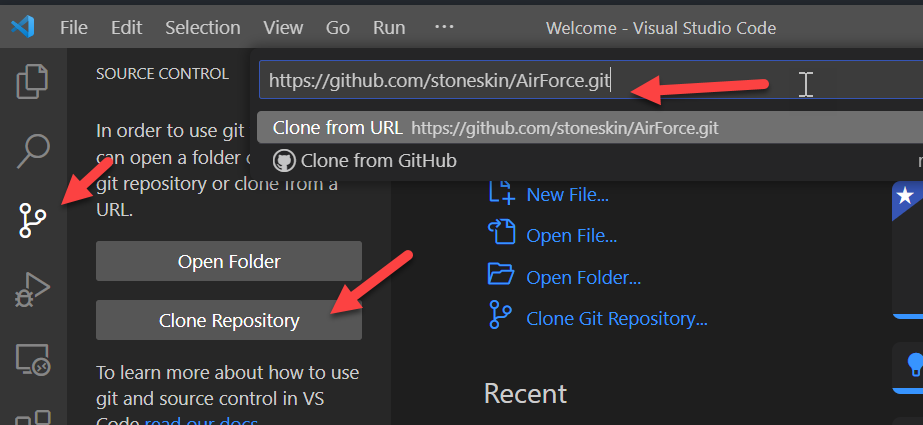 File Edit Selection View Go Run ··· Welcome - Visual Studio Code
SOURCE CONTROL
https://github.com/stoneskin/AirForce.git
In order to use git
can open a folder
git repository or clone from a
URL.
Open Folder
Clone Repository
To learn more about how to use
git and source control in VS
Code read our docs
Clone from URL https://github.com/stoneskin/AirForce.git
Clone from GitHub
New File...
Open File...
Open Folder...
Clone Git Repository...
Recent